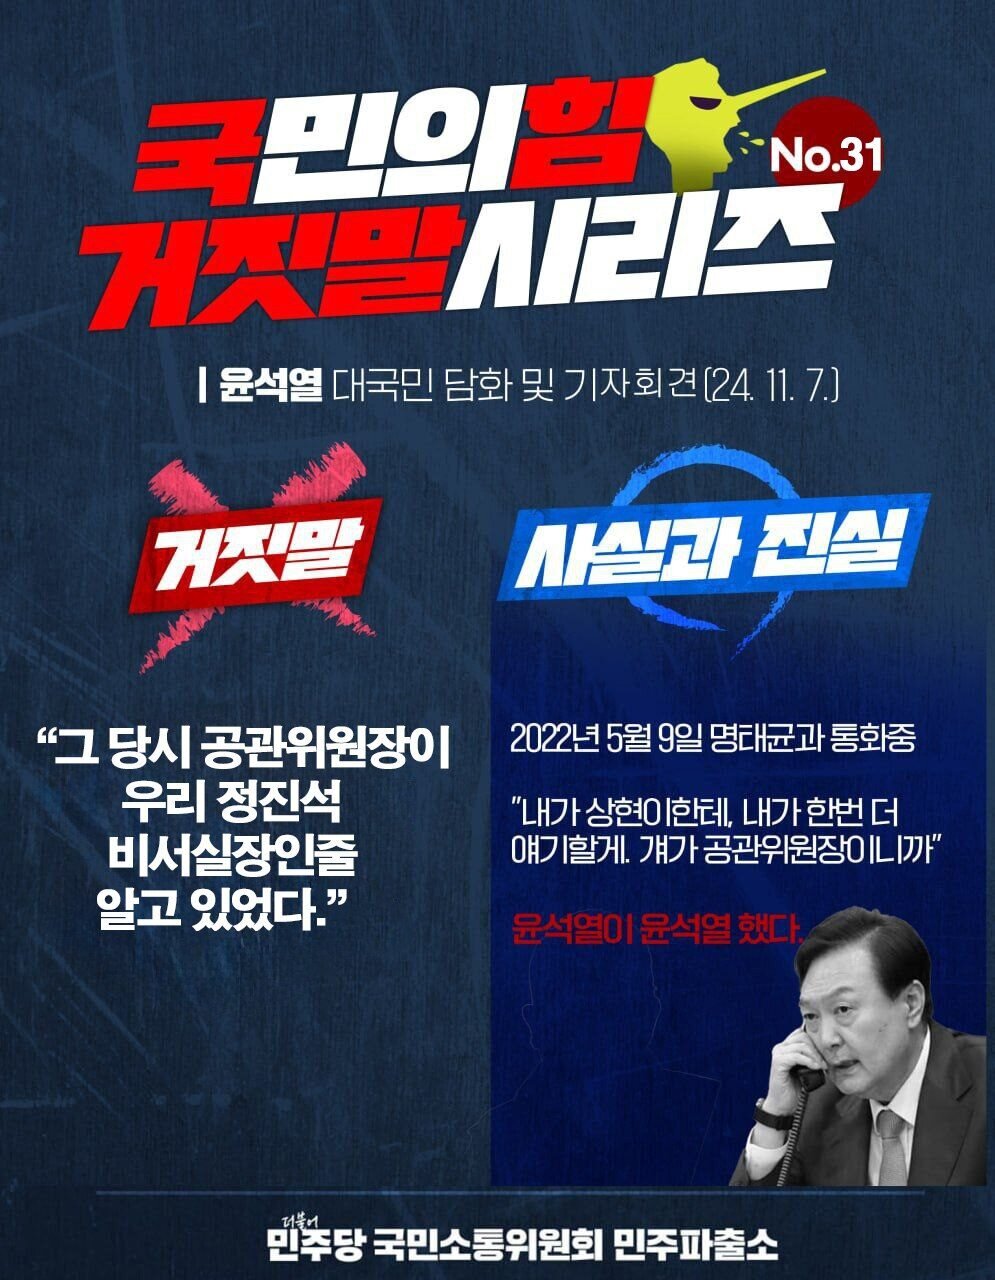 국민의힘
No.31
거짓말시리즈
윤석열 대국민 담화 및 기자회견(24. 11. 7.)
거짓말
“그 당시 공관위원장이
우리 정진석
비서실장인줄
알고 있었다.”
사실과 진실
2022년 5월 9일 명태균과 통화중
"내가 상현이한테, 내가 한번 더
얘기할게. 걔가 공관위원장이니까"
윤석열이 윤석열 했다.
더불어
민주당 국민소통위원회 민주파출소